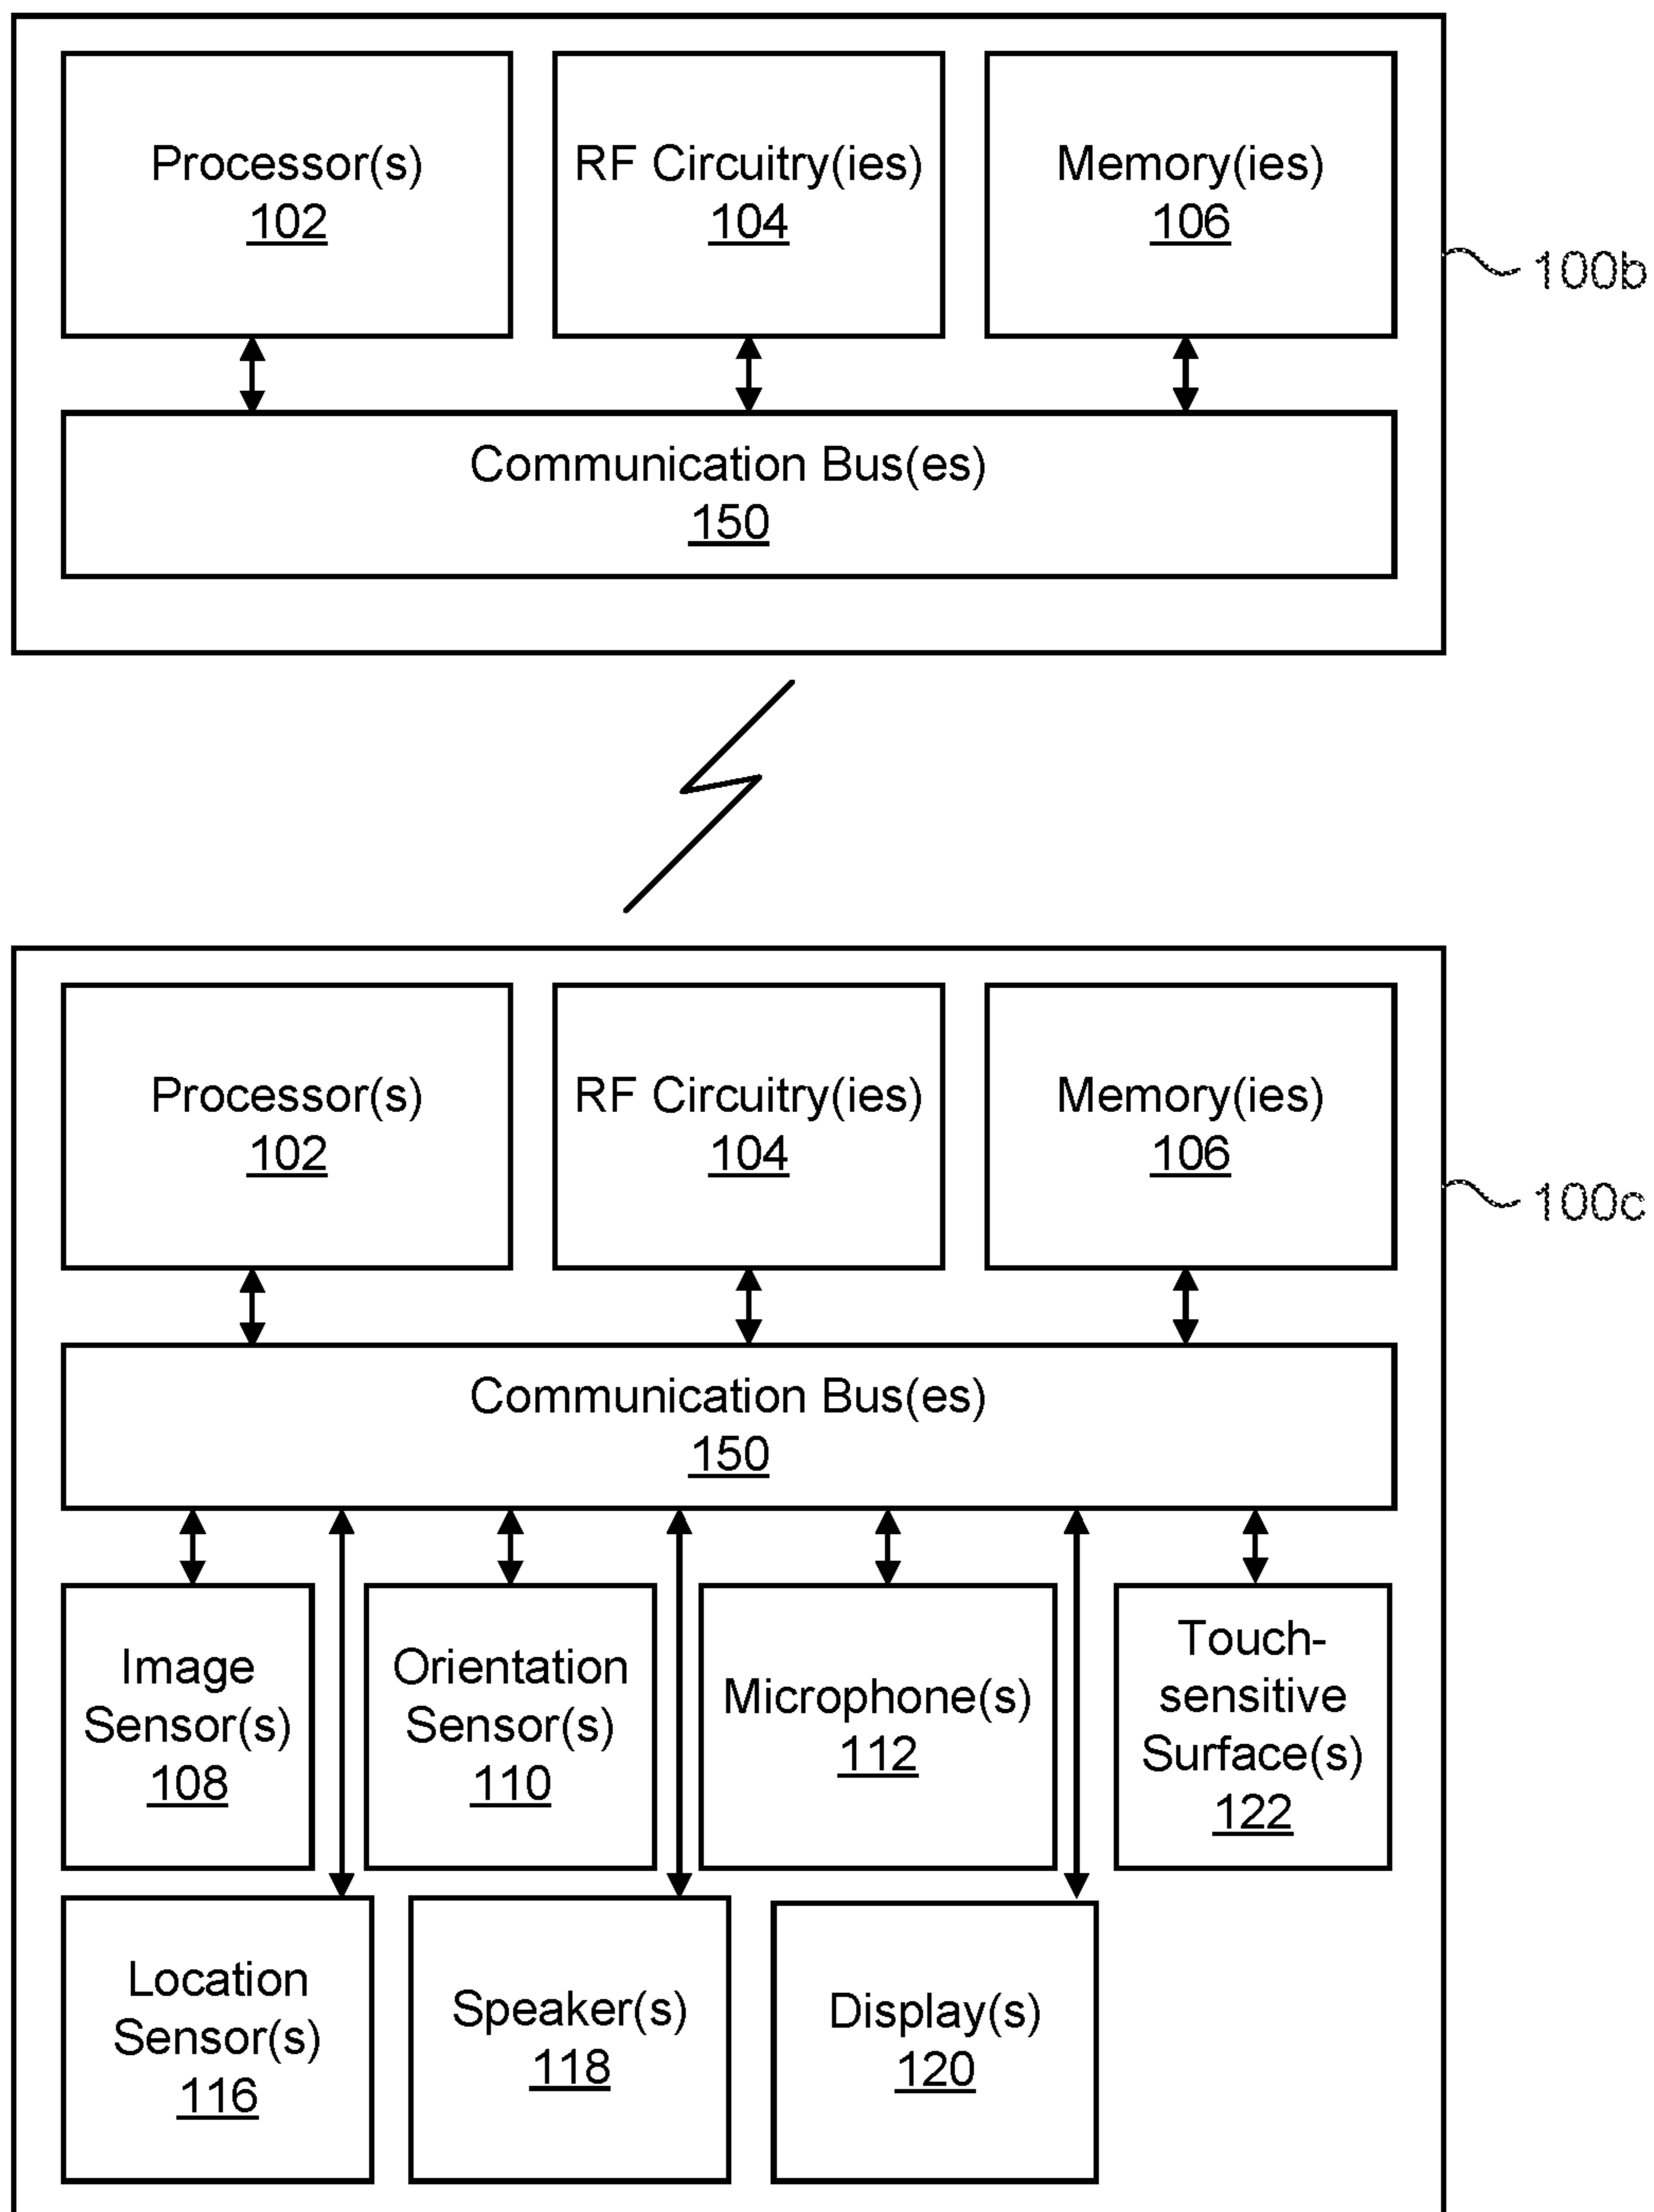 Processor(s)
102
RF Circuitry(ies)
104
Memory(ies)
106
100b
Communication Bus(es)
150
Processor(s)
102
RF Circuitry(ies)
104
Memory(ies)
106
100c
Communication Bus(es)
150
Image
Sensor(s)
108
Orientation
Sensor(s)
110
Microphone(s)
112
Touch-
sensitive
Surface(s)
122
Location
Sensor(s)
116
Speaker(s)
118
Display(s)
120